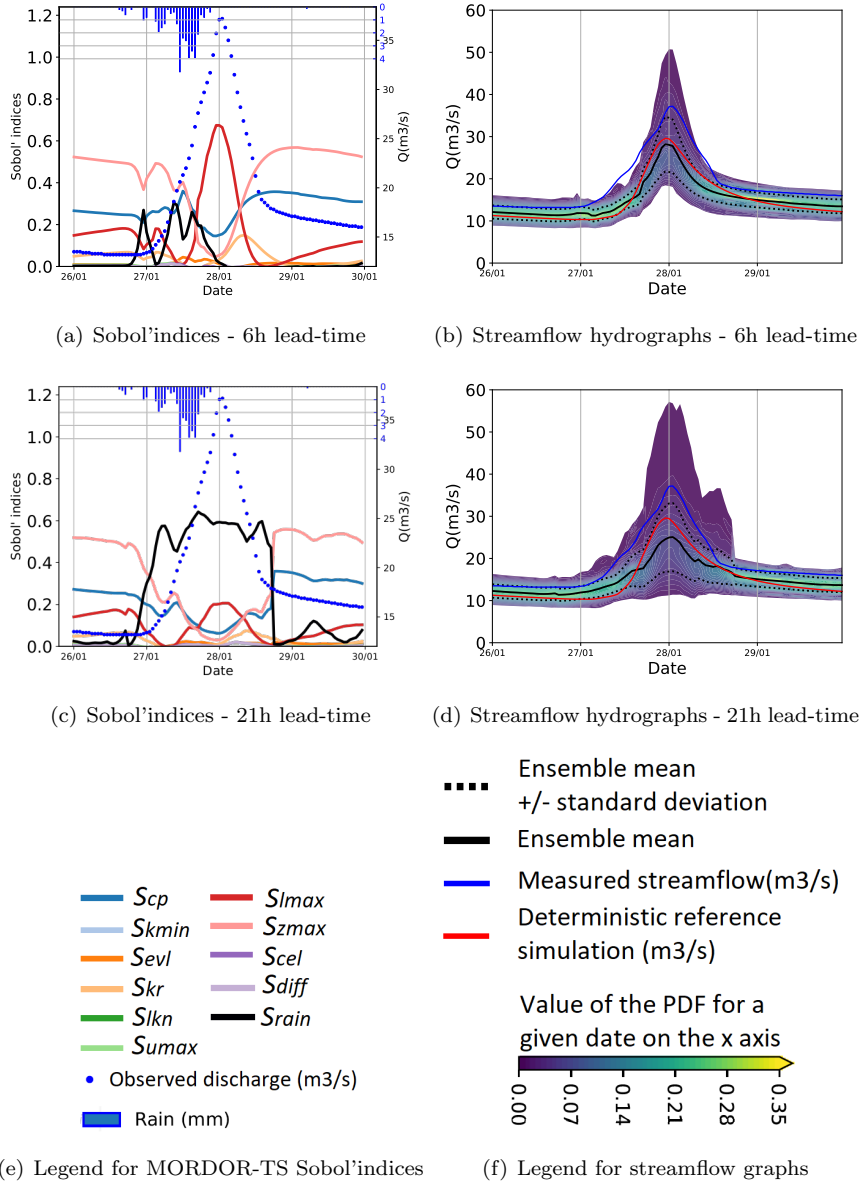 1.2
1.0
0.8
0.6
0.4
0.2
0.0
Sobol' indices
26/01 27/01 28/01 29/01 30/01
Date
0
1
2
3
4
35
30
25
20
15
Q(m3/s)
60
50
40
30
20
10
0
Q(m3/s)
26/01 27/01 28/01 29/01
Date
(a) Sobol'indices - 6h lead-time
(b) Streamflow hydrographs - 6h lead-time
1.2
1.0
0.8
0.6
0.4
0.2
0.0
Sobol' indices
26/01 27/01 28/01 29/01 30/01
Date
0
1
2
3
4
35
30
25
20
15
Q(m3/s)
60
50
40
30
20
10
0
Q(m3/s)
26/01 27/01 28/01 29/01
Date
(c) Sobol'indices - 21h lead-time
(d) Streamflow hydrographs - 21h lead-time
Scp
Skmin
Sevl
Skr
Slkn
Sumax
Slmax
Szmax
Scel
Sdiff
Srain
Observed discharge (m3/s)
Rain (mm)
Ensemble mean
+/- standard deviation
Ensemble mean
Measured streamflow(m3/s)
Deterministic reference
simulation (m3/s)
Value of the PDF for a
given date on the x axis
0.00 0.07 0.14 0.21 0.28 0.35
(e) Legend for MORDOR-TS Sobol'indices
(f) Legend for streamflow graphs